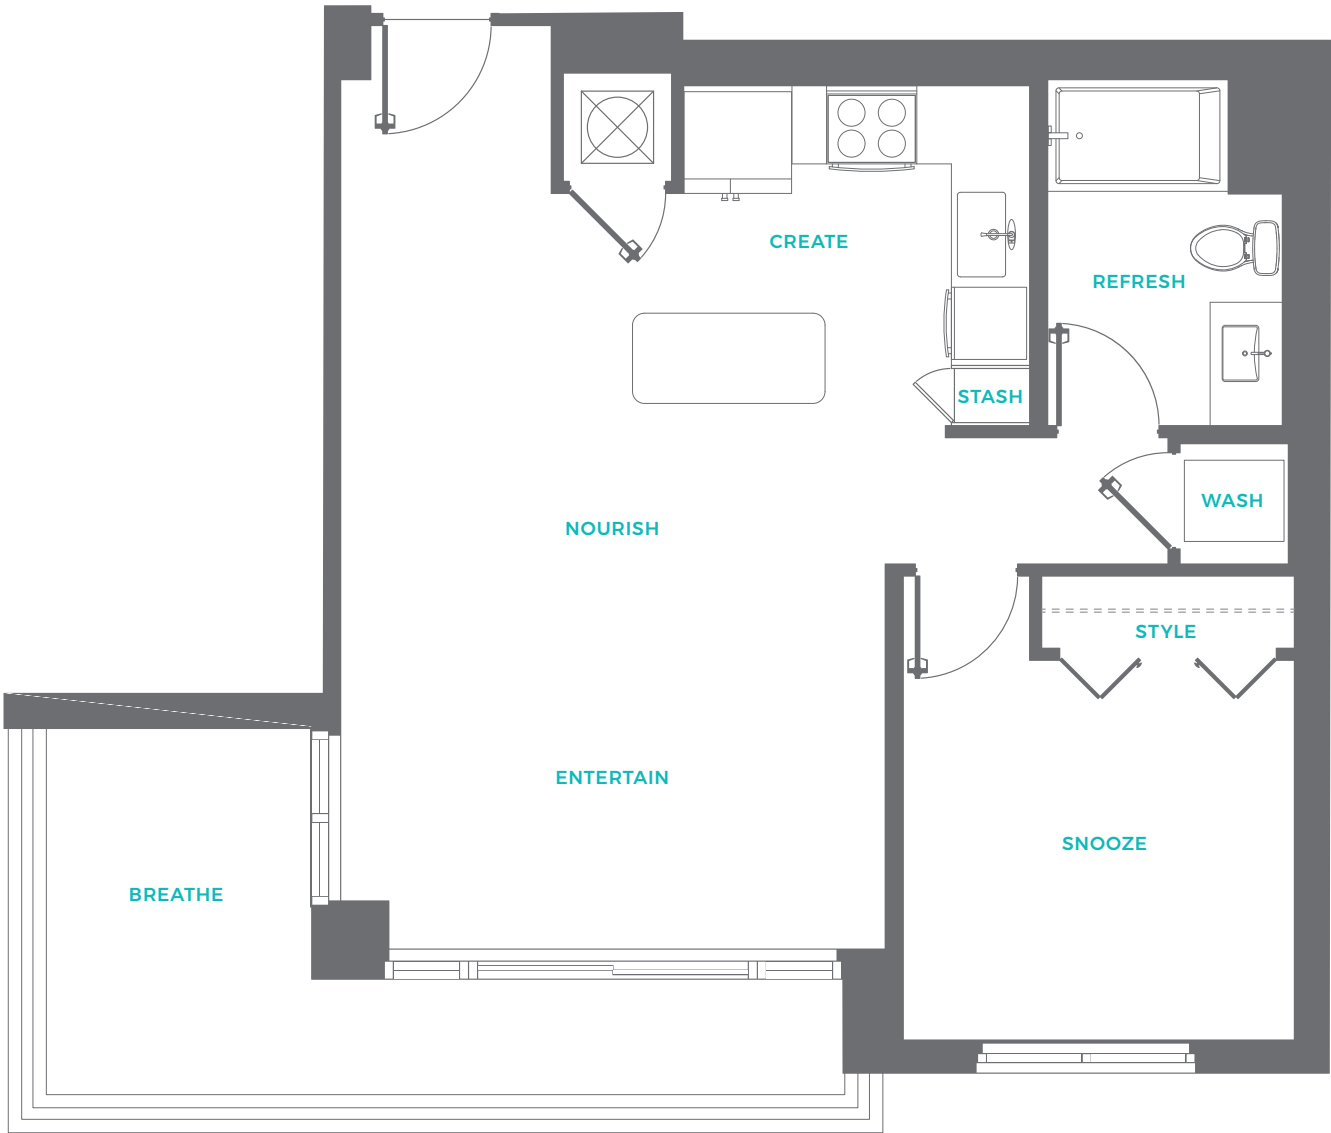 CREATE
REFRESH
STASH
WASH
NOURISH
STYLE
ENTERTAIN
SNOOZE
BREATHE